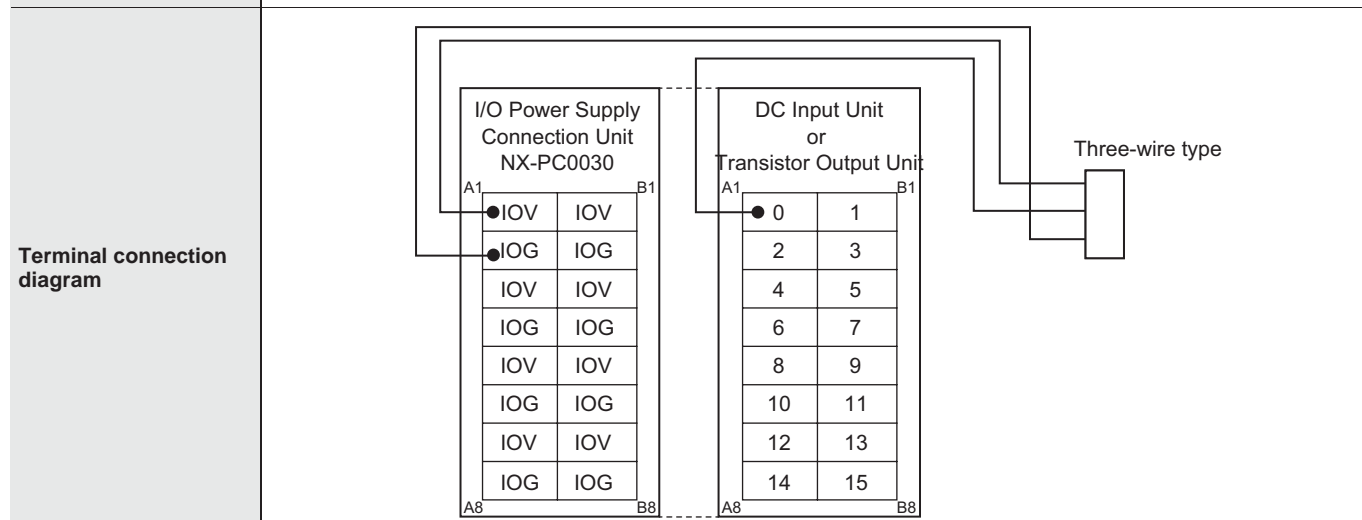 Terminal connection
diagram
I/O Power Supply
Connection Unit
NX-PC0030
A1 B1
IOV IOV
IOG IOG
IOV IOV
IOG IOG
IOV IOV
IOG IOG
IOV IOV
IOG IOG
A8 B8
DC Input Unit
or
Transistor Output Unit
A1 B1
0 1
2 3
4 5
6 7
8 9
10 11
12 13
14 15
A8 B8
Three-wire type